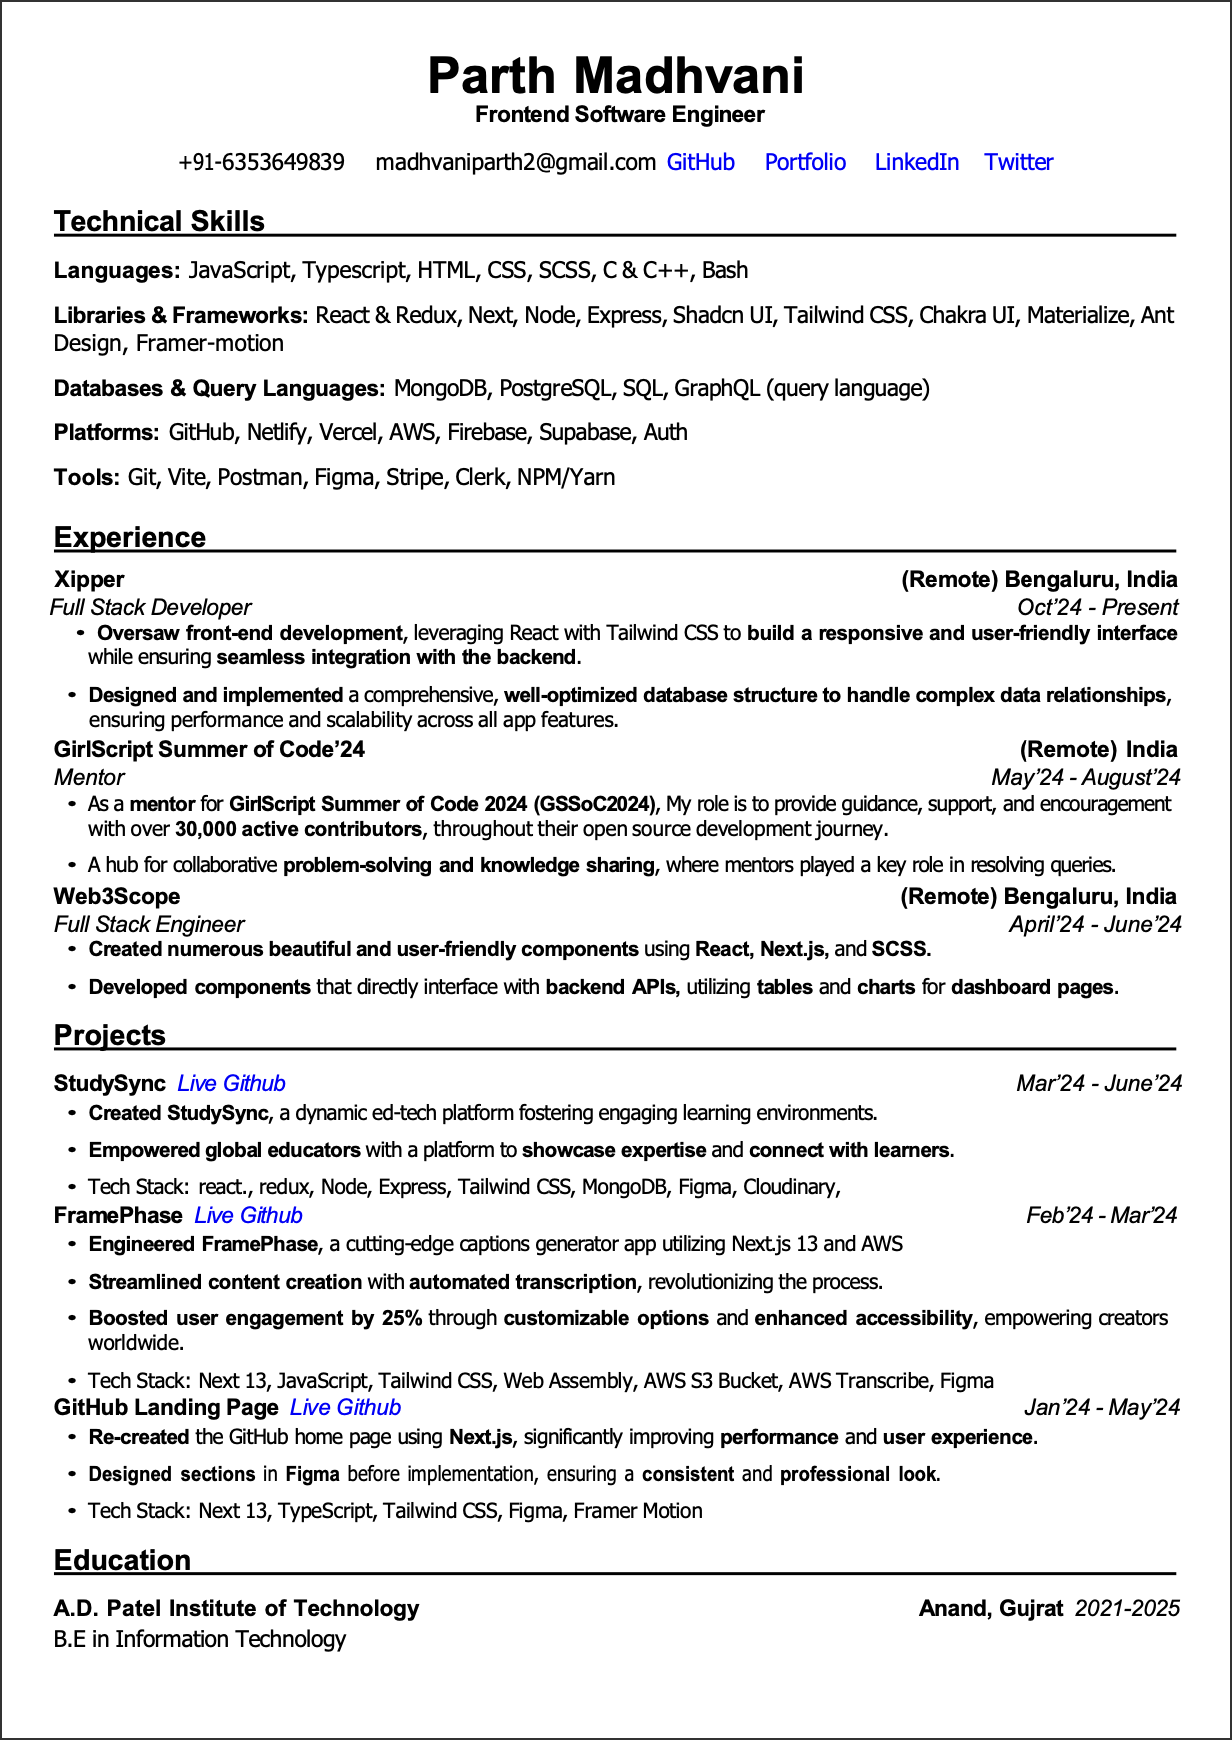 Parth Madhvani
Frontend Software Engineer
+91-6353649839 madhvaniparth2@gmail.com GitHub Portfolio LinkedIn Twitter
Technical Skills
Languages: JavaScript, Typescript, HTML, CSS, SCSS, C & C++, Bash
Libraries & Frameworks: React & Redux, Next, Node, Express, Shadcn UI, Tailwind CSS, Chakra UI, Materialize, Ant
Design, Framer-motion
Databases & Query Languages: MongoDB, PostgreSQL, SQL, GraphQL (query language)
Platforms: GitHub, Netlify, Vercel, AWS, Firebase, Supabase, Auth
Tools: Git, Vite, Postman, Figma, Stripe, Clerk, NPM/Yarn
Experience
Xipper (Remote) Bengaluru, India
Full Stack Developer Oct’24 - Present
• Oversaw front-end development, leveraging React with Tailwind CSS to build a responsive and user-friendly interface
while ensuring seamless integration with the backend.
• Designed and implemented a comprehensive, well-optimized database structure to handle complex data relationships,
ensuring performance and scalability across all app features.
GirlScript Summer of Code’24 (Remote) India
Mentor May’24 - August’24
• As a mentor for GirlScript Summer of Code 2024 (GSSoC2024), My role is to provide guidance, support, and encouragement
with over 30,000 active contributors, throughout their open source development journey.
• A hub for collaborative problem-solving and knowledge sharing, where mentors played a key role in resolving queries.
Web3Scope (Remote) Bengaluru, India
Full Stack Engineer April’24 - June’24
• Created numerous beautiful and user-friendly components using React, Next.js, and SCSS.
• Developed components that directly interface with backend APIs, utilizing tables and charts for dashboard pages.
Projects
StudySync Live Github Mar’24 - June’24
• Created StudySync, a dynamic ed-tech platform fostering engaging learning environments.
• Empowered global educators with a platform to showcase expertise and connect with learners.
• Tech Stack: react., redux, Node, Express, Tailwind CSS, MongoDB, Figma, Cloudinary,
FramePhase Live Github Feb’24 - Mar’24
• Engineered FramePhase, a cutting-edge captions generator app utilizing Next.js 13 and AWS
• Streamlined content creation with automated transcription, revolutionizing the process.
• Boosted user engagement by 25% through customizable options and enhanced accessibility, empowering creators
worldwide.
• Tech Stack: Next 13, JavaScript, Tailwind CSS, Web Assembly, AWS S3 Bucket, AWS Transcribe, Figma
GitHub Landing Page Live Github Jan’24 - May’24
• Re-created the GitHub home page using Next.js, significantly improving performance and user experience.
• Designed sections in Figma before implementation, ensuring a consistent and professional look.
• Tech Stack: Next 13, TypeScript, Tailwind CSS, Figma, Framer Motion
Education
A.D. Patel Institute of Technology Anand, Gujrat 2021-2025
B.E in Information Technology